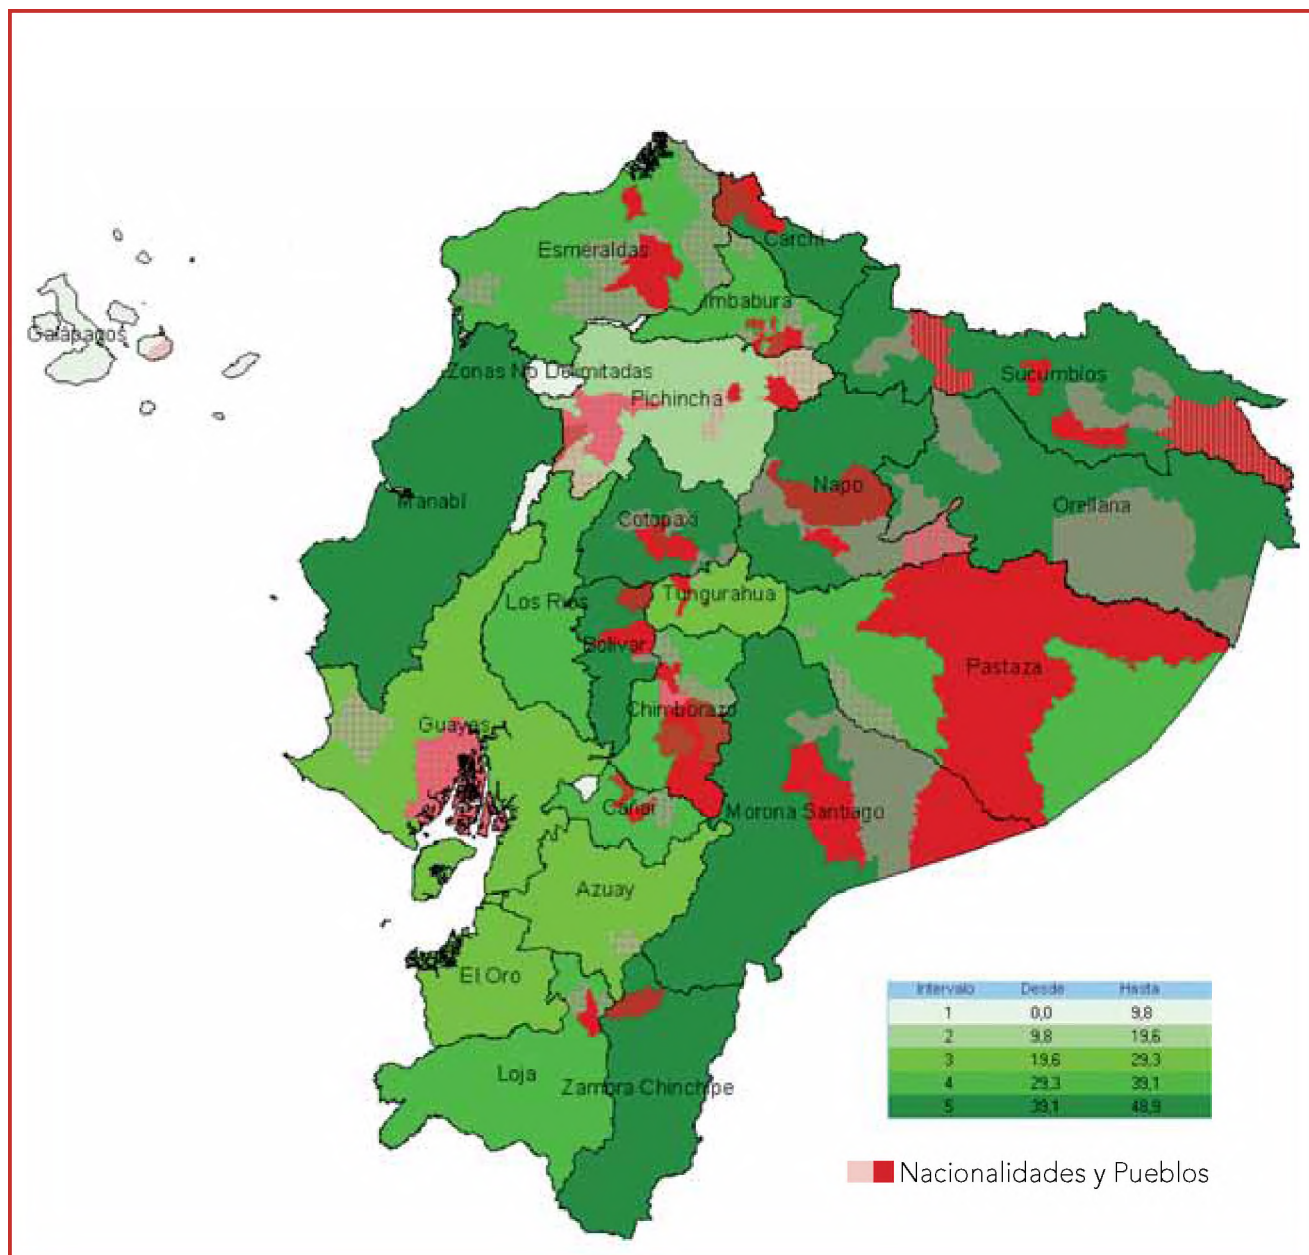 Esmeraldas
Carchi
Imbabura
Galápagos
Zonas No Delimitadas
Sucumbíos
Pichincha
Manabí
Napo
Orellana
Cotopaxi
Los Ríos
Tungurahua
Bolívar
Pastaza
Chimborazo
Guayas
Cañar
Morona Santiago
Azuay
El Oro
Loja
Zamora Chinchipe
Intervalo Desde Hasta
1 0,0 9,8
2 9,8 19,6
3 19,6 29,3
4 29,3 39,1
5 39,1 48,9
Nacionalidades y Pueblos